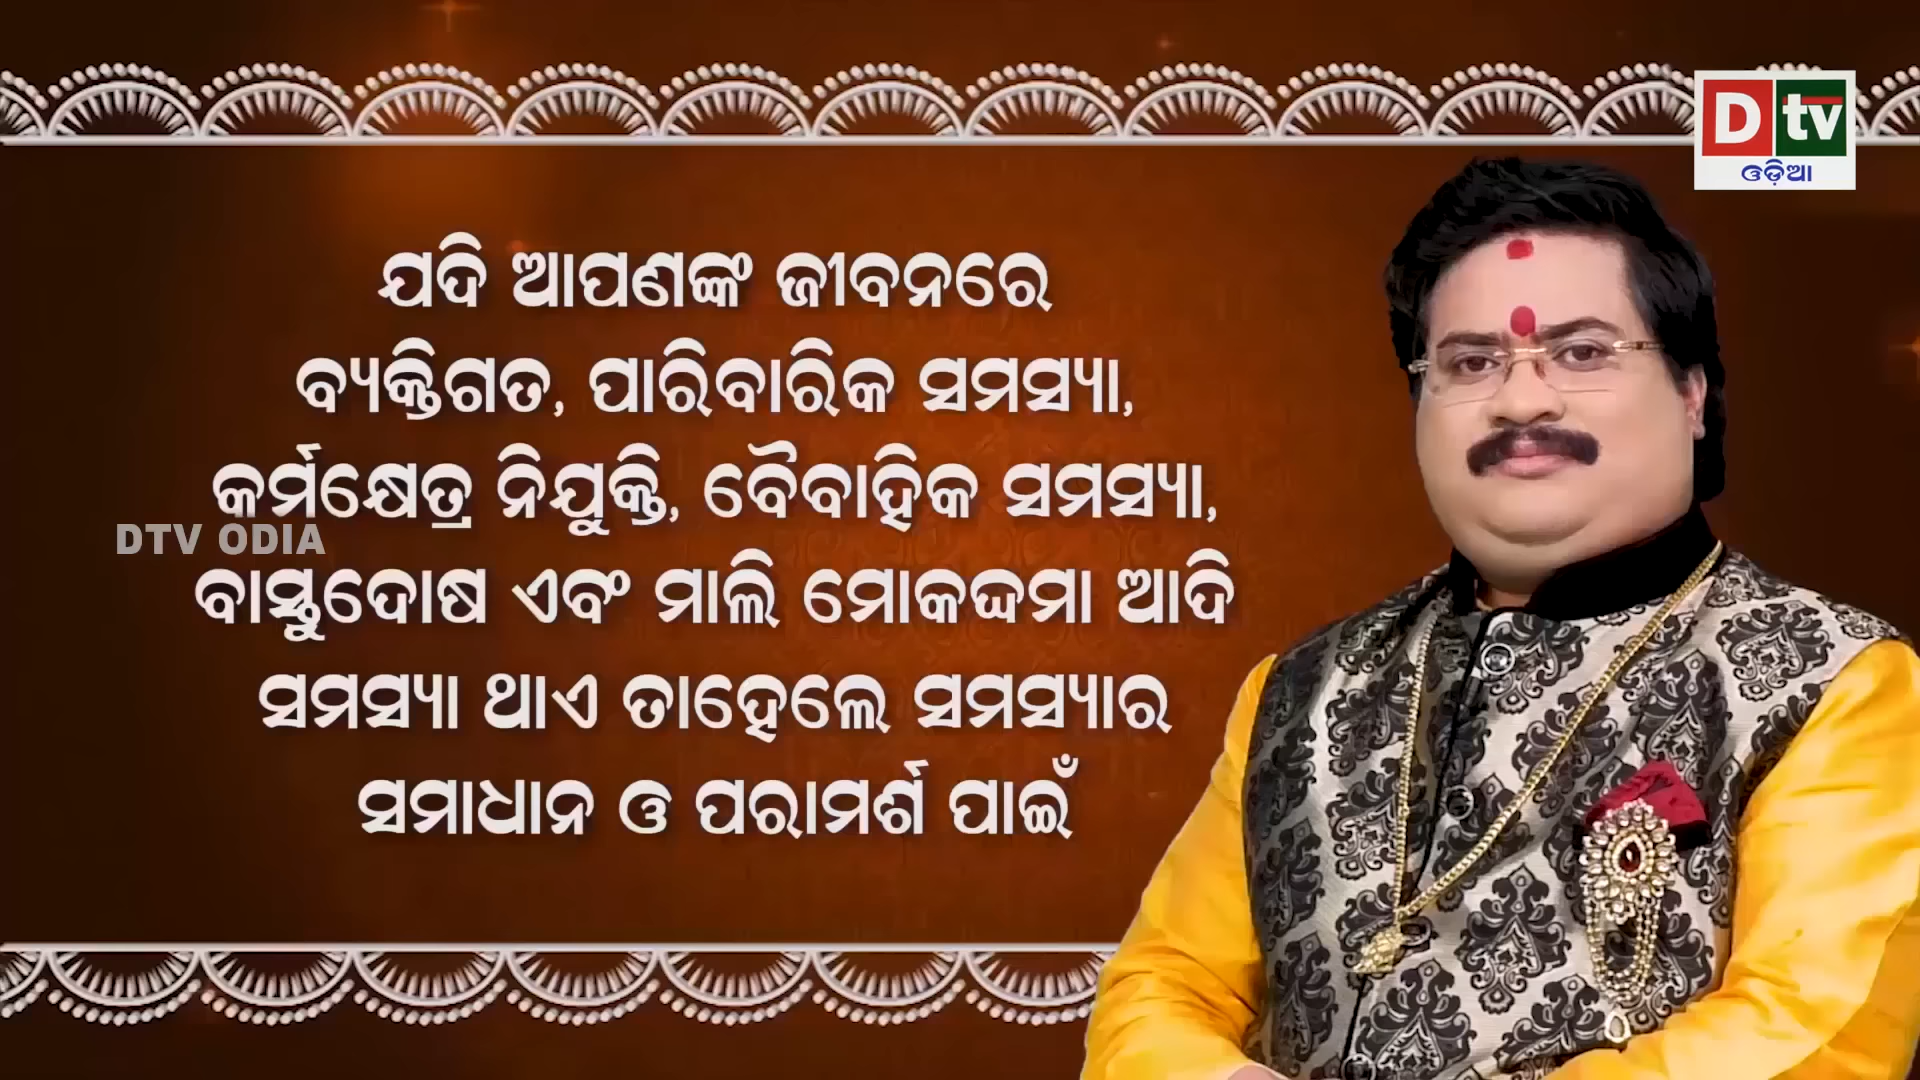 Dtv
ଓଡ଼ିଆ
ଯଦି ଆପଣଙ୍କ ଜୀବନରେ
ବ୍ୟକ୍ତିଗତ, ପାରିବାରିକ ସମସ୍ୟା,
କର୍ମକ୍ଷେତ୍ର ନିଯୁକ୍ତି, ବୈବାହିକ ସମସ୍ୟା,
DTV ODIA
ବାସ୍ତୁଦୋଷ ଏବଂ ମାଲି ମୋକଦ୍ଦମା ଆଦି
ସମସ୍ୟା ଥାଏ ତାହେଲେ ସମସ୍ୟାର
ସମାଧାନ ଓ ପରାମର୍ଶ ପାଇଁ